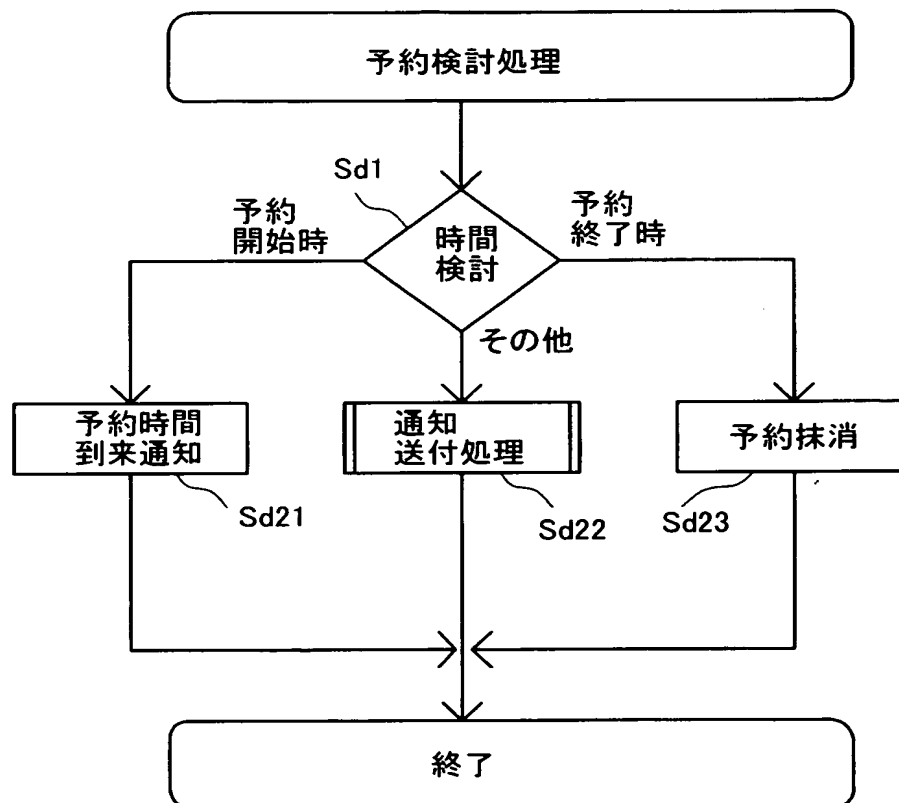 予約検討処理
Sd1
予約
開始時
時間
検討
予約
終了時
その他
予約時間
到来通知
通知
送付処理
予約抹消
Sd21
Sd22
Sd23
終了